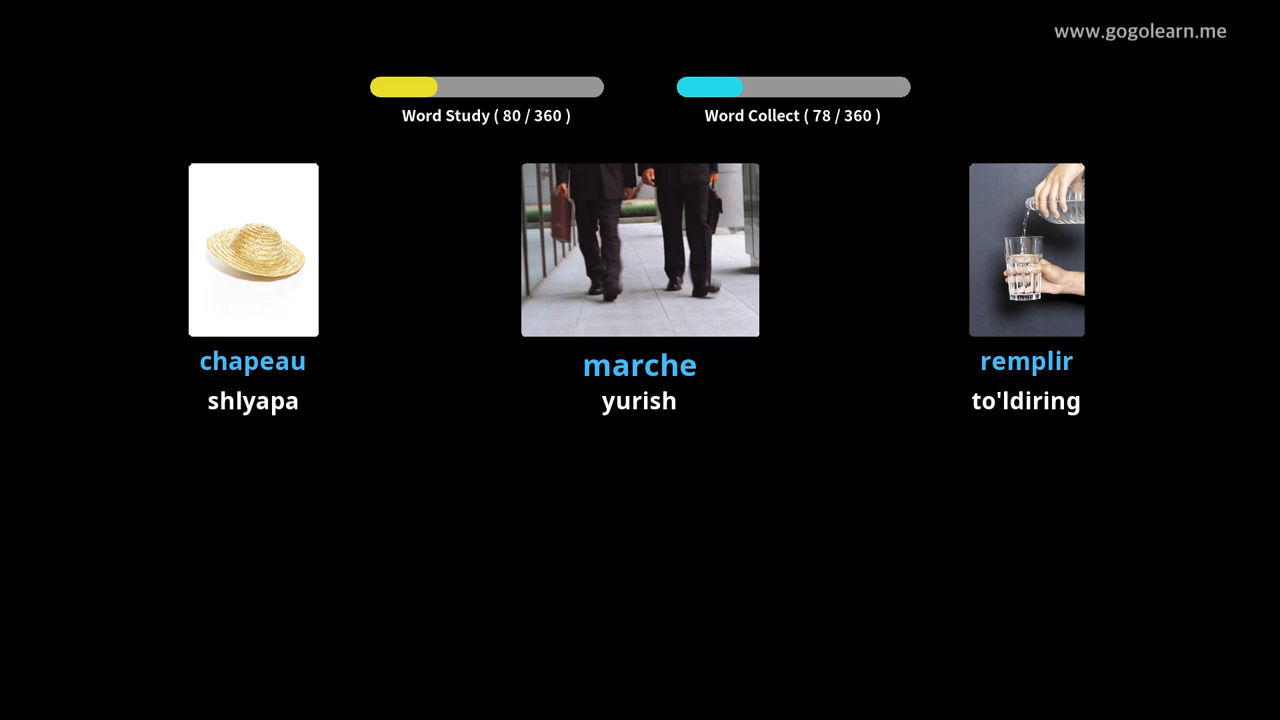 www.gogolearn.me
Word Study ( 80 / 360 )
Word Collect ( 78 / 360 )
chapeau
shlyapa
marche
yurish
remplir
to'ldiring